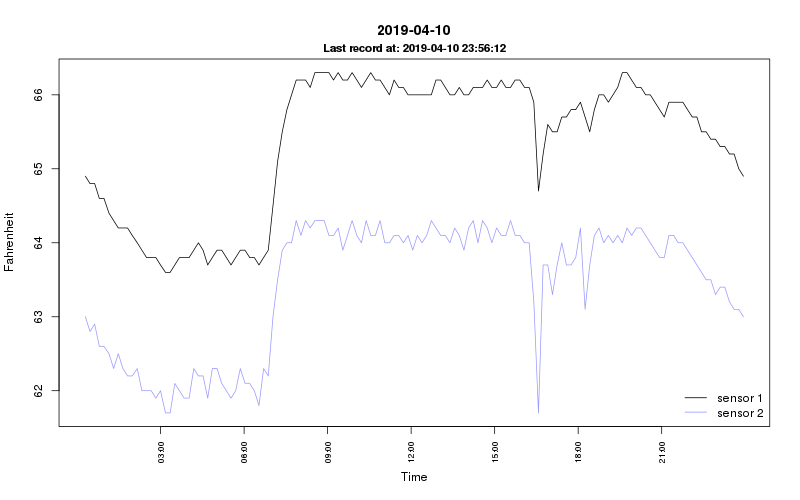 2019-04-10
Last record at: 2019-04-10 23:56:12
Fahrenheit
66
65
64
63
62
sensor 1
sensor 2
03:00
06:00
09:00
12:00
15:00
18:00
21:00
Time